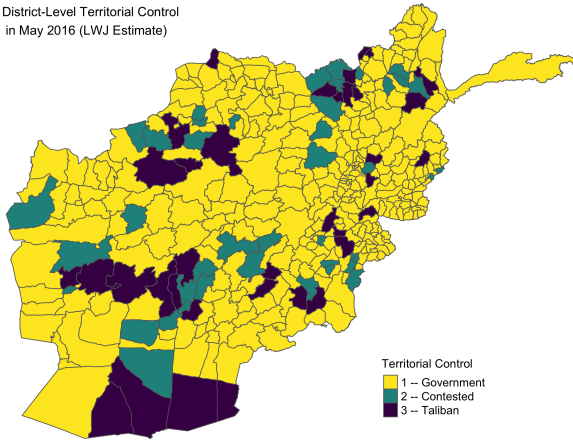 District-Level Territorial Control
in May 2016 (LWJ Estimate)
Territorial Control
1 -- Government
2 -- Contested
3 -- Taliban